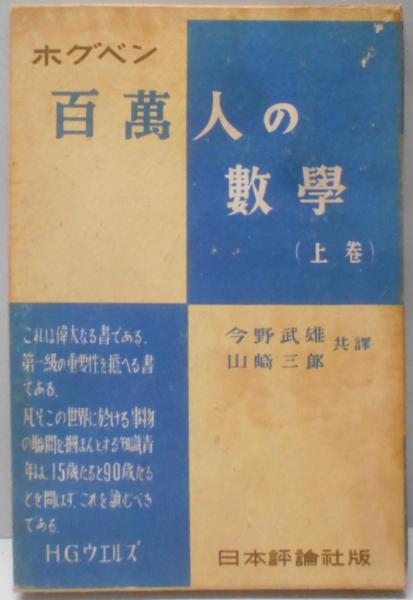 ホグベン
百萬人の
數學
(上卷)
今野武雄
山崎三郎
共譯
これは偉大なる書である.
第一級の重要性を擔へる書
である.
凡そこの世界に於ける事物
の聯関を掴まんとする知識青
年は、15歳たると90歳たる
とを問はず、これを讀むべき
である.
H.G.ウエルズ
日本評論社版